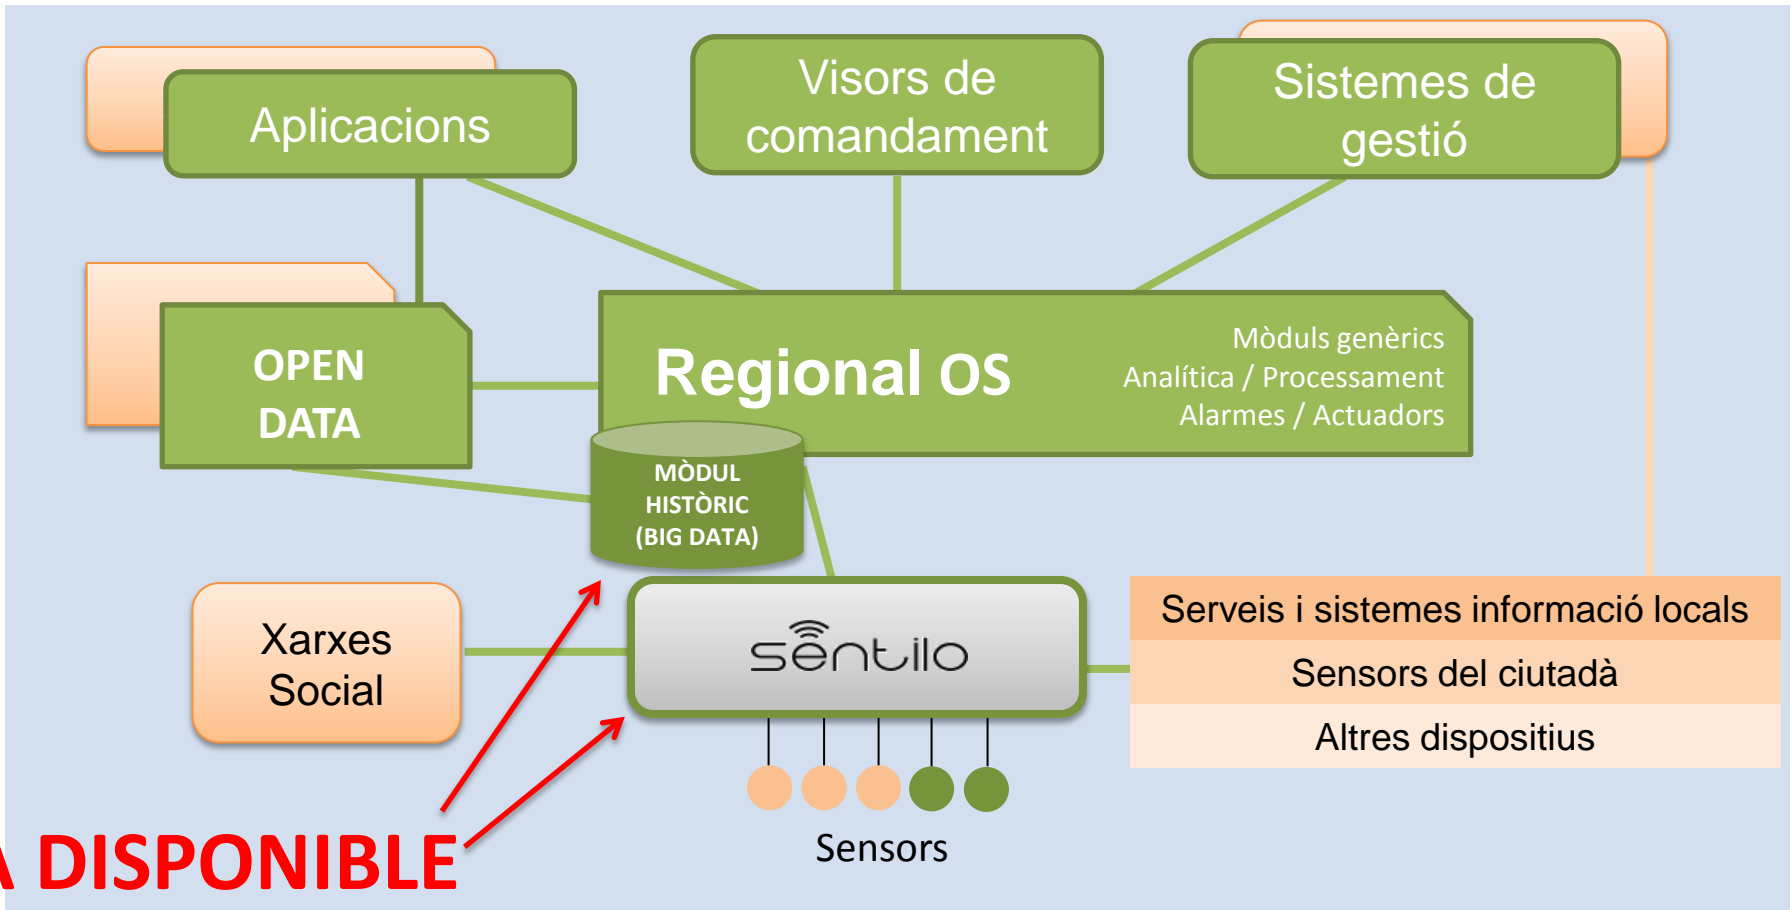 Aplicacions
Visors de
comandament
Sistemes de
gestió
OPEN
DATA
Regional OS
Mòduls genèrics
Analítica / Processament
Alarmes / Actuadors
MÒDUL
HISTÒRIC
(BIG DATA)
Xarxes
Social
sentilo
Serveis i sistemes informació locals
Sensors del ciutadà
Altres dispositius
Sensors
A DISPONIBLE